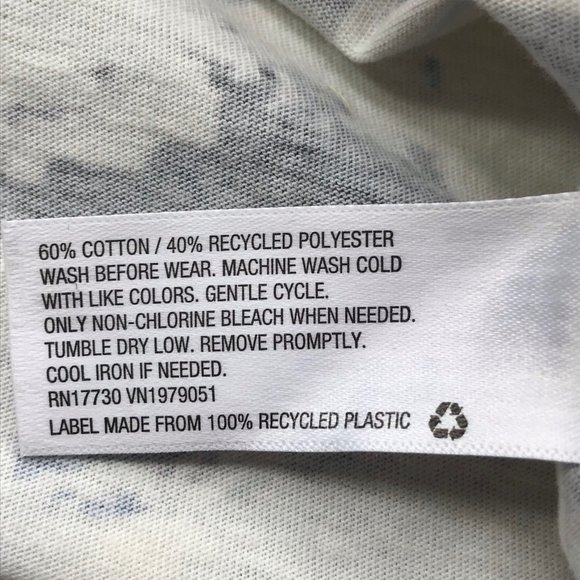 60% COTTON / 40% RECYCLED POLYESTER
WASH BEFORE WEAR. MACHINE WASH COLD
WITH LIKE COLORS. GENTLE CYCLE.
ONLY NON-CHLORINE BLEACH WHEN NEEDED.
TUMBLE DRY LOW. REMOVE PROMPTLY.
COOL IRON IF NEEDED.
RN17730 VN1979051
LABEL MADE FROM 100% RECYCLED PLASTIC